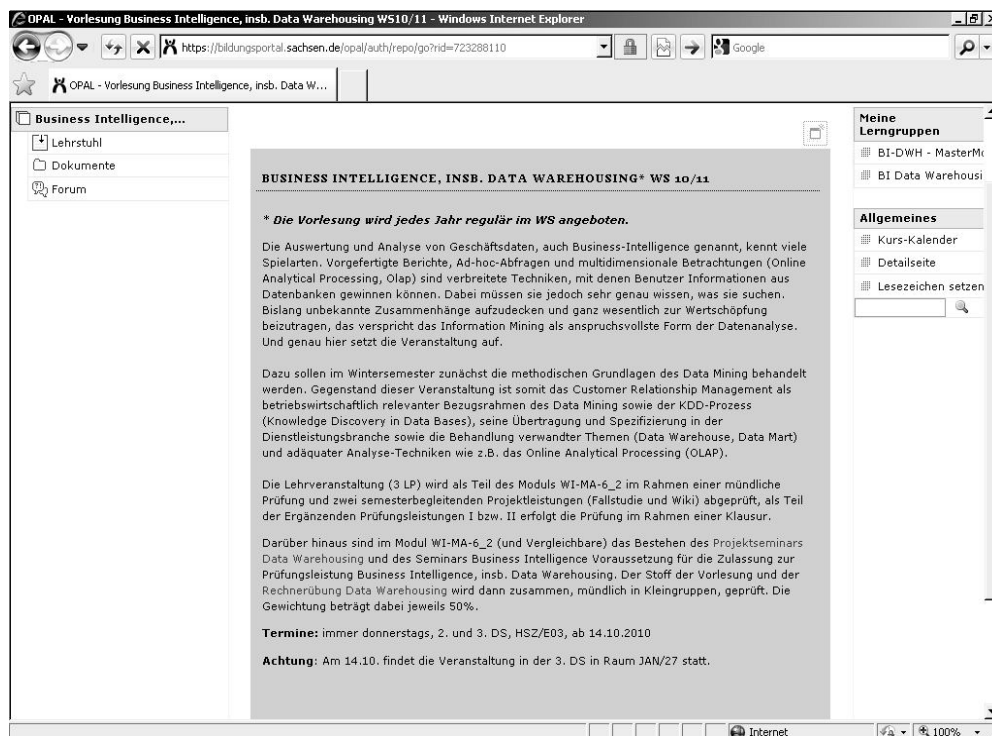 OPAL - Vorlesung Business Intelligence, insb. Data Warehousing WS10/11 - Windows Internet Explorer
https://bildungsportal.sachsen.de/opal/auth/repo/go?rid=723288110
Google
OPAL - Vorlesung Business Intelligence, insb. Data W...
Business Intelligence,...
Lehrstuhl
Dokumente
Forum
BUSINESS INTELLIGENCE, INSB. DATA WAREHOUSING* WS 10/11
* Die Vorlesung wird jedes Jahr regulär im WS angeboten.
Die Auswertung und Analyse von Geschäftsdaten, auch Business-Intelligence genannt, kennt viele
Spielarten. Vorgefertigte Berichte, Ad-hoc-Abfragen und multidimensionale Betrachtungen (Online
Analytical Processing, Olap) sind verbreitete Techniken, mit denen Benutzer Informationen aus
Datenbanken gewinnen können. Dabei müssen sie jedoch sehr genau wissen, was sie suchen.
Bislang unbekannte Zusammenhänge aufzudecken und ganz wesentlich zur Wertschöpfung
beizutragen, das verspricht das Information Mining als anspruchsvollste Form der Datenanalyse.
Und genau hier setzt die Veranstaltung auf.
Dazu sollen im Wintersemester zunächst die methodischen Grundlagen des Data Mining behandelt
werden. Gegenstand dieser Veranstaltung ist somit das Customer Relationship Management als
betriebswirtschaftlich relevanter Bezugsrahmen des Data Mining sowie der KDD-Prozess
(Knowledge Discovery in Data Bases), seine Übertragung und Spezifizierung in der
Dienstleistungsbranche sowie die Behandlung verwandter Themen (Data Warehouse, Data Mart)
und adäquater Analyse-Techniken wie z.B. das Online Analytical Processing (OLAP).
Die Lehrveranstaltung (3 LP) wird als Teil des Moduls WI-MA-6_2 im Rahmen einer mündliche
Prüfung und zwei semesterbegleitenden Projektleistungen (Fallstudie und Wiki) abgeprüft, als Teil
der Ergänzenden Prüfungsleistungen I bzw. II erfolgt die Prüfung im Rahmen einer Klausur.
Darüber hinaus sind im Modul WI-MA-6_2 (und Vergleichbare) das Bestehen des Projektseminars
Data Warehousing und des Seminars Business Intelligence Voraussetzung für die Zulassung zur
Prüfungsleistung Business Intelligence, insb. Data Warehousing. Der Stoff der Vorlesung und der
Rechnerübung Data Warehousing wird dann zusammen, mündlich in Kleingruppen, geprüft. Die
Gewichtung beträgt dabei jeweils 50%.
Termine: immer donnerstags, 2. und 3. DS, HSZ/E03, ab 14.10.2010
Achtung: Am 14.10. findet die Veranstaltung in der 3. DS in Raum JAN/27 statt.
Meine
Lerngruppen
BI-DWH - MasterMo
BI Data Warehousi
Allgemeines
Kurs-Kalender
Detailseite
Lesezeichen setzen
Internet
100%